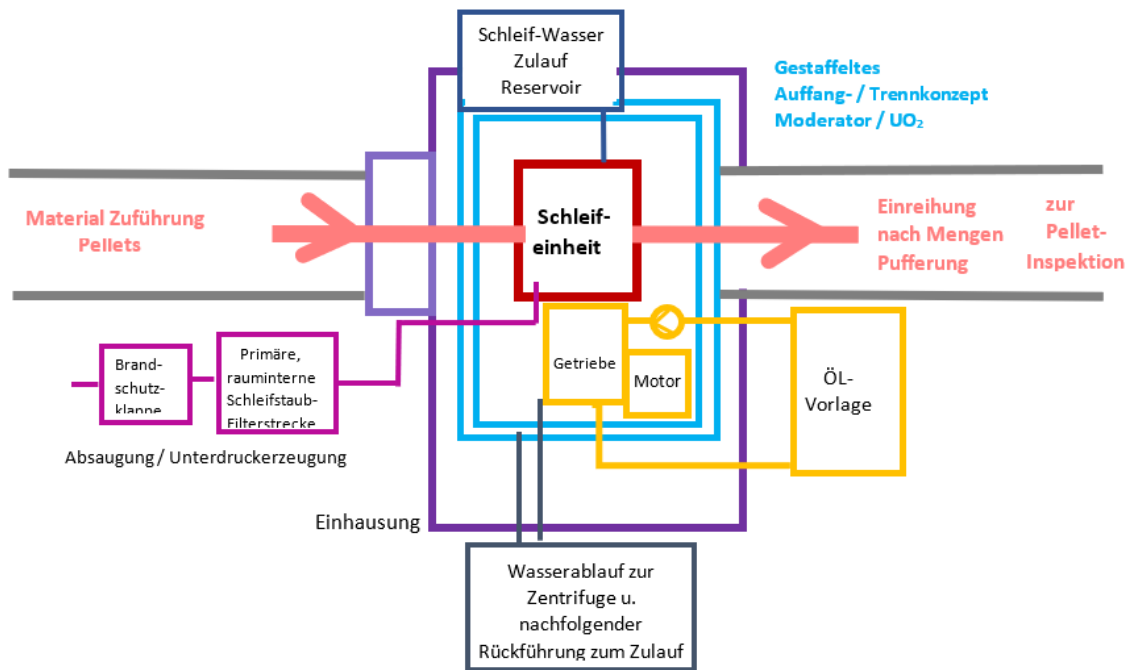 Schleif-Wasser
Zulauf
Reservoir
Gestaffeltes
Auffang- / Trennkonzept
Moderator / UO₂
Material Zuführung
Pellets
Schleif-
einheit
Einreihung
nach Mengen
Pufferung
zur
Pellet-
Inspektion
Brand-
schutz-
klappe
Primäre,
rauminterne
Schleifstaub-
Filterstrecke
Getriebe
Motor
ÖL-
Vorlage
Absaugung / Unterdruckerzeugung
Einhausung
Wasserablauf zur
Zentrifuge u.
nachfolgender
Rückführung zum Zulauf